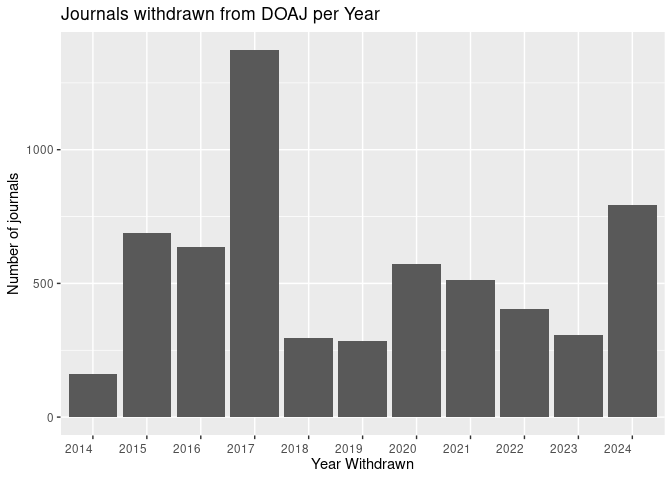 Journals withdrawn from DOAJ per Year
Number of journals
1000
500
0
2014 2015 2016 2017 2018 2019 2020 2021 2022 2023 2024
Year Withdrawn